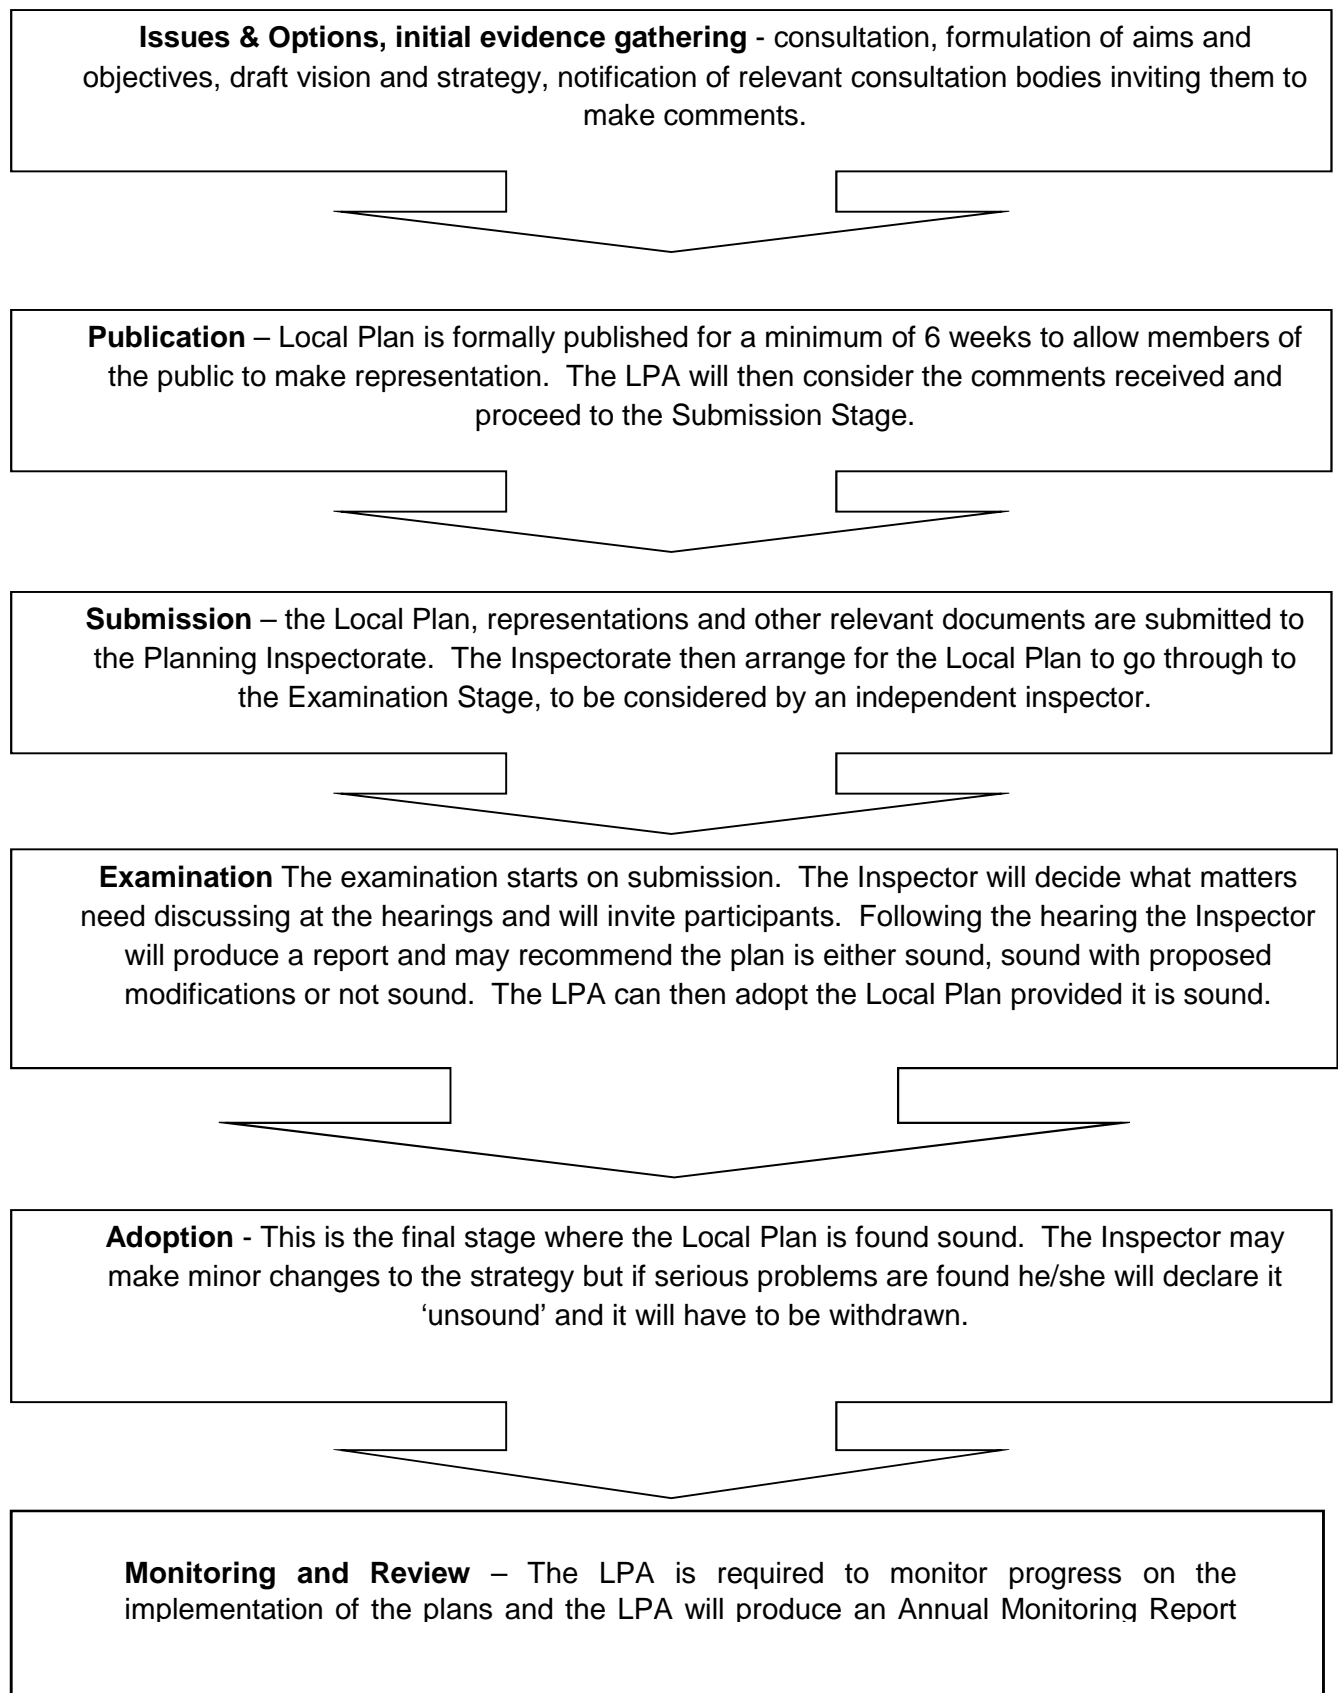 Issues & Options, initial evidence gathering - consultation, formulation of aims and
objectives, draft vision and strategy, notification of relevant consultation bodies inviting them to
make comments.
Publication – Local Plan is formally published for a minimum of 6 weeks to allow members of
the public to make representation. The LPA will then consider the comments received and
proceed to the Submission Stage.
Submission – the Local Plan, representations and other relevant documents are submitted to
the Planning Inspectorate. The Inspectorate then arrange for the Local Plan to go through to
the Examination Stage, to be considered by an independent inspector.
Examination The examination starts on submission. The Inspector will decide what matters
need discussing at the hearings and will invite participants. Following the hearing the Inspector
will produce a report and may recommend the plan is either sound, sound with proposed
modifications or not sound. The LPA can then adopt the Local Plan provided it is sound.
Adoption - This is the final stage where the Local Plan is found sound. The Inspector may
make minor changes to the strategy but if serious problems are found he/she will declare it
‘unsound’ and it will have to be withdrawn.
Monitoring and Review – The LPA is required to monitor progress on the
implementation of the plans and the LPA will produce an Annual Monitoring Report